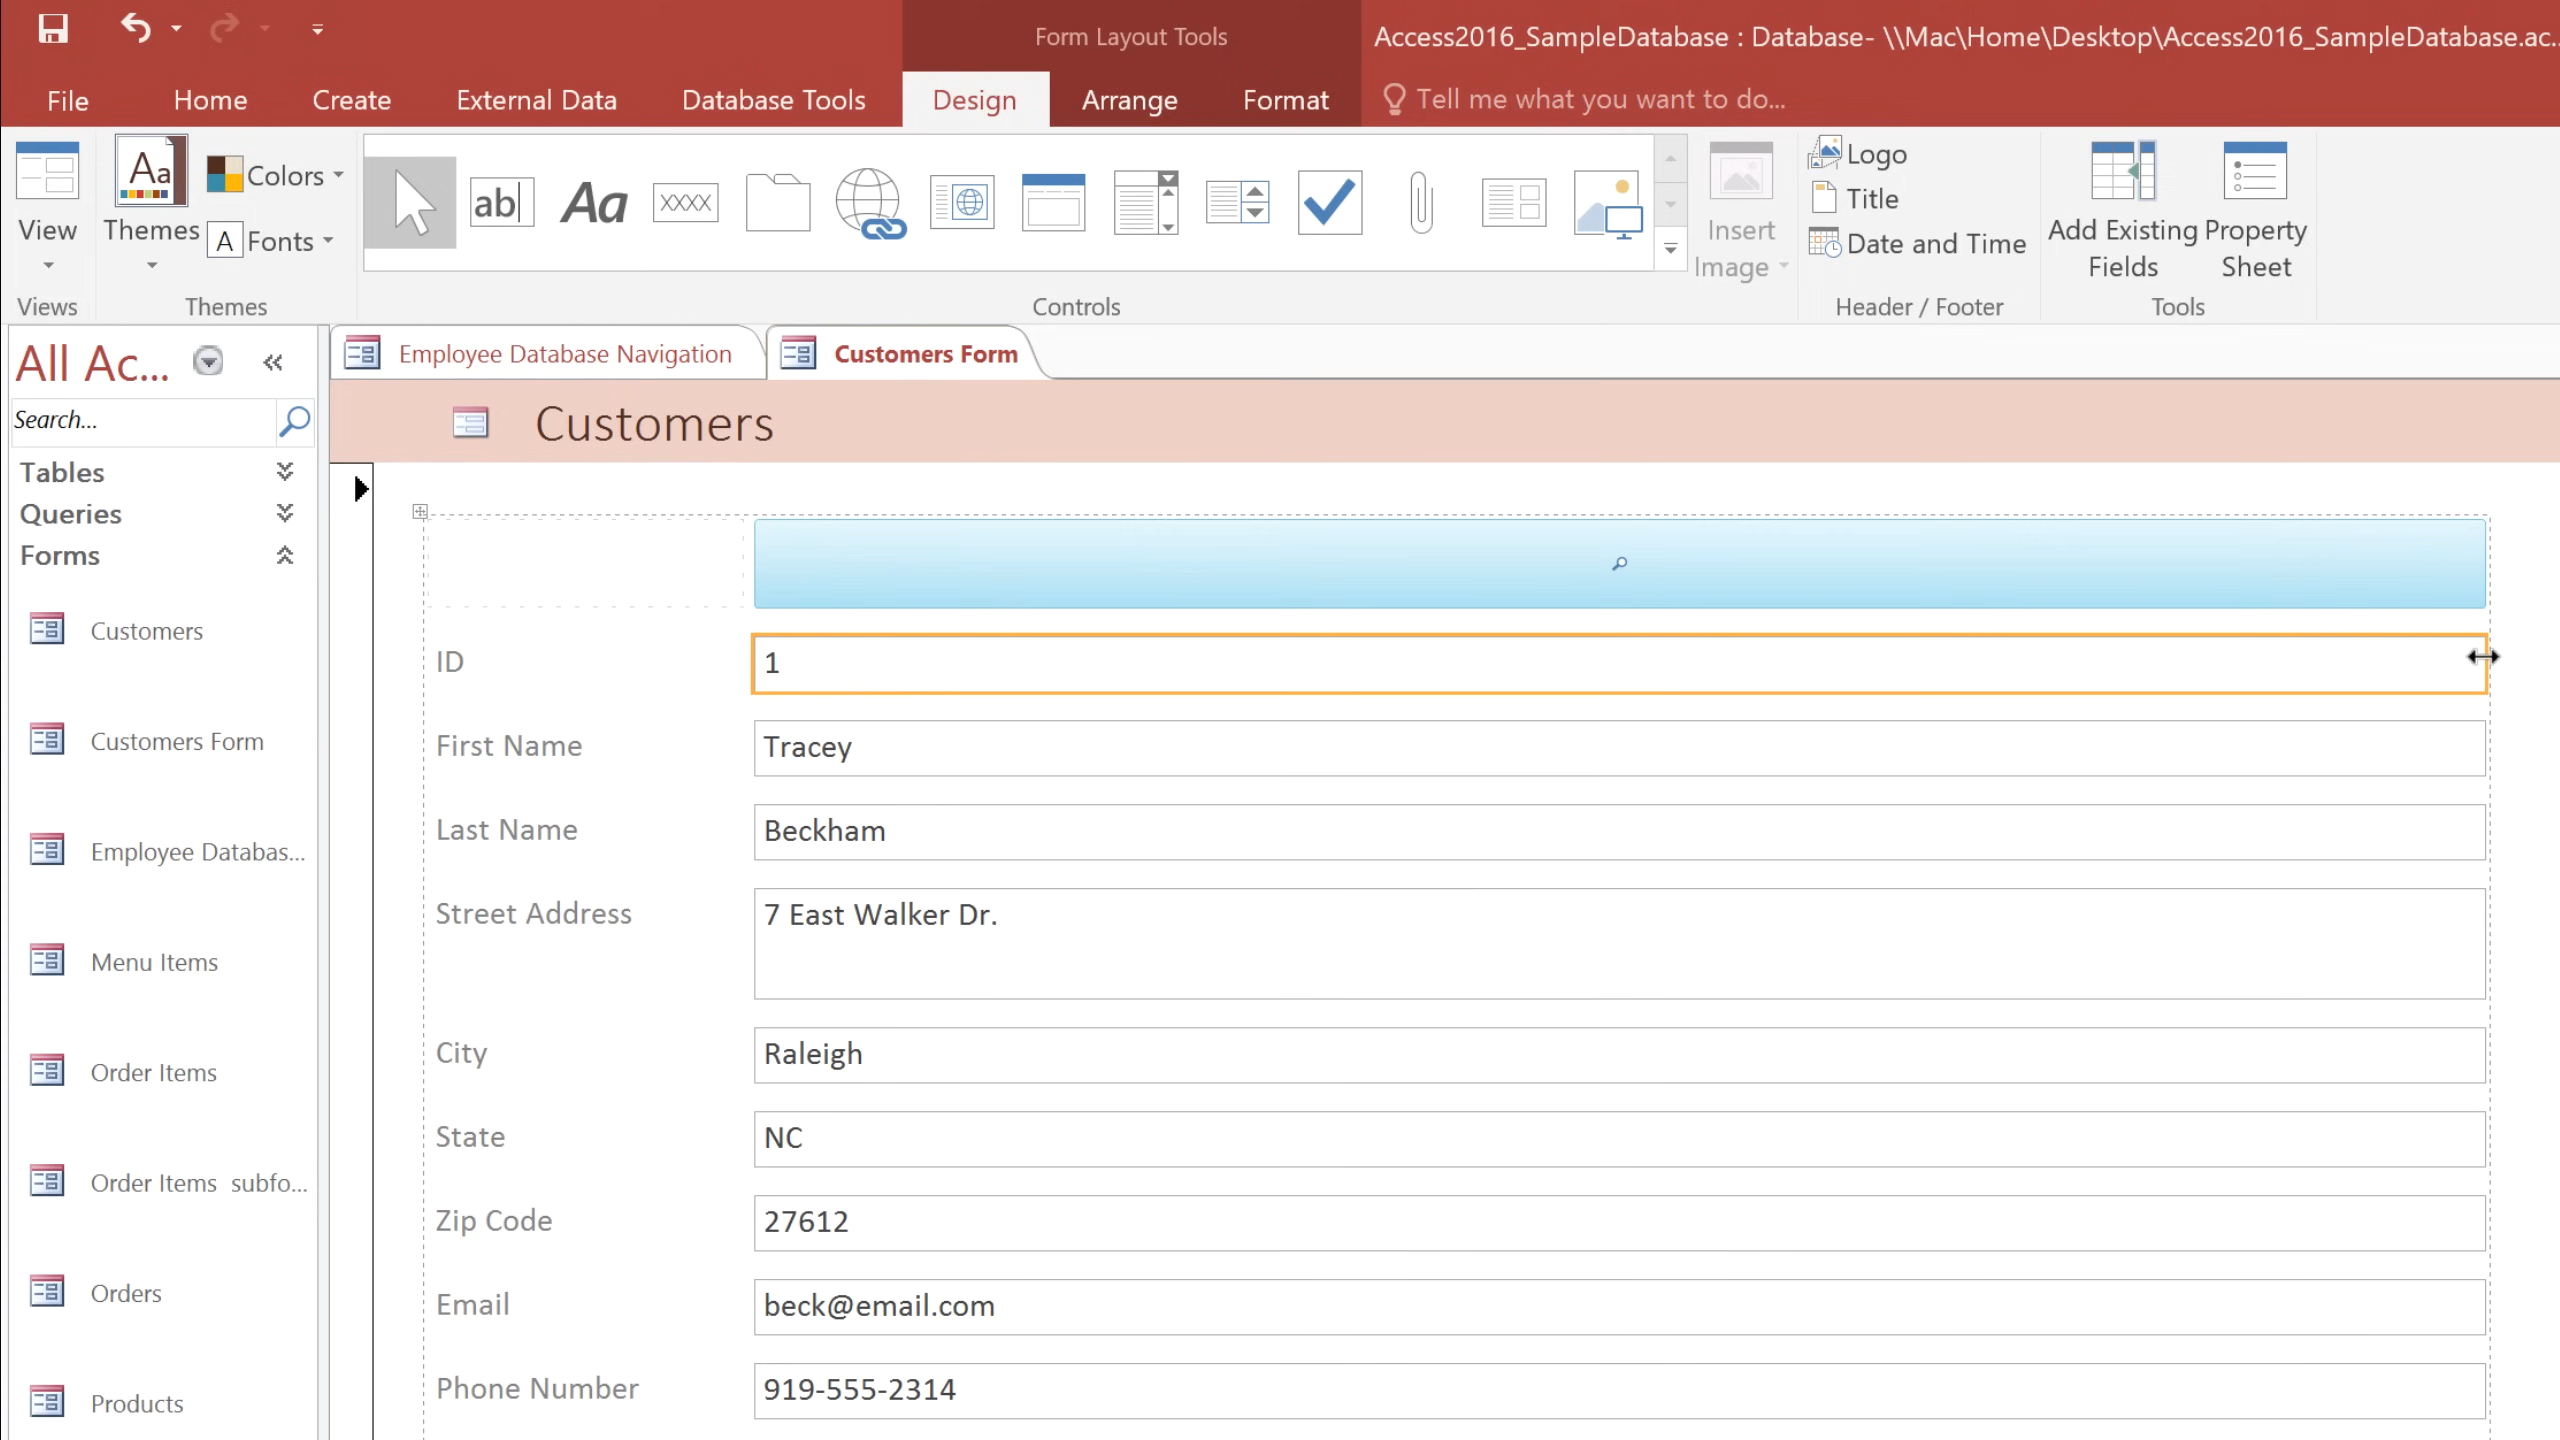 Form Layout Tools
Access2016_SampleDatabase : Database- \\Mac\Home\Desktop\Access2016_SampleDatabase.ac...
File
Home
Create
External Data
Database Tools
Design
Arrange
Format
Tell me what you want to do...
View
Themes
Aa
Colors
A Fonts
ab
Aa
XXXX
Insert Image
Logo
Title
Date and Time
Add Existing Fields
Property Sheet
Views
Themes
Controls
Header / Footer
Tools
All Ac...
Search...
Tables
Queries
Forms
Customers
Customers Form
Employee Databas...
Menu Items
Order Items
Order Items subfo...
Orders
Products
Employee Database Navigation
Customers Form
Customers
ID 1
First Name Tracey
Last Name Beckham
Street Address 7 East Walker Dr.
City Raleigh
State NC
Zip Code 27612
Email beck@email.com
Phone Number 919-555-2314